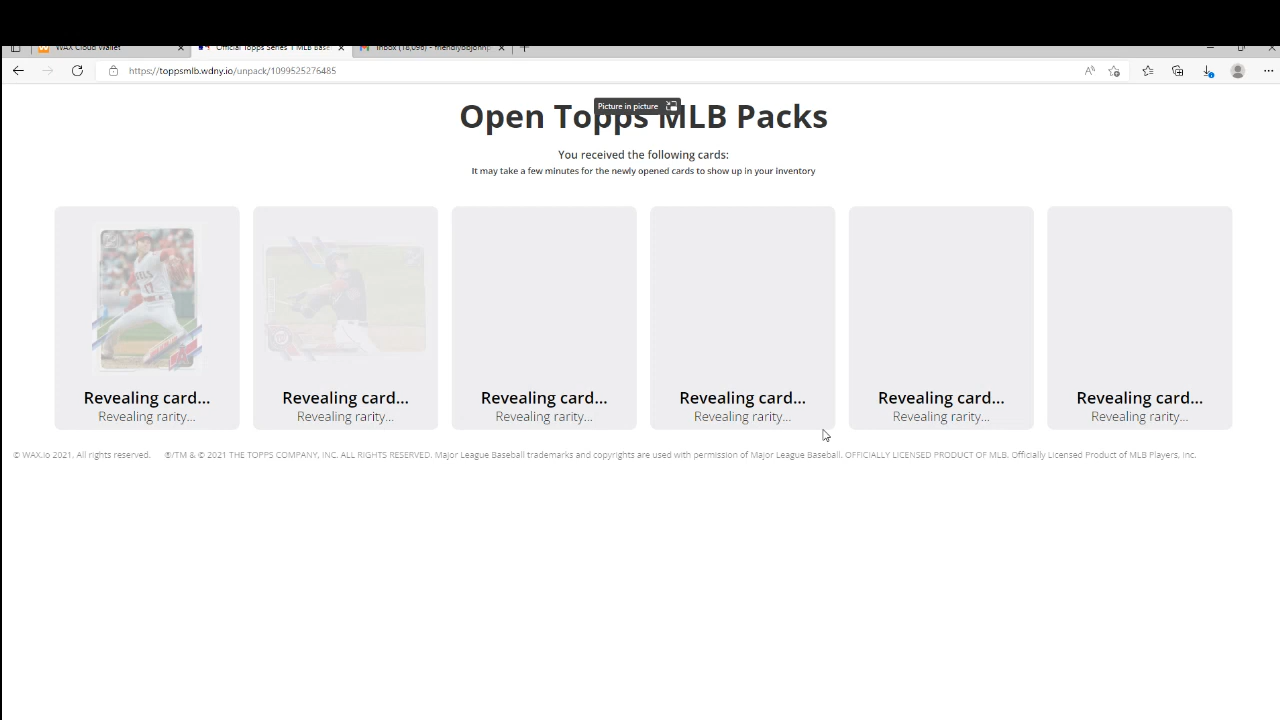 WAX Cloud Wallet
Official Topps Series 1 MLB Base
https://toppsmlb.wdny.io/unpack/1099525276485
Picture in picture
Open Topps MLB Packs
You received the following cards:
It may take a few minutes for the newly opened cards to show up in your inventory
Revealing card... Revealing card... Revealing card... Revealing card... Revealing card... Revealing card...
Revealing rarity... Revealing rarity... Revealing rarity... Revealing rarity... Revealing rarity... Revealing rarity...
© WAX.io 2021, All rights reserved. ®/TM & © 2021 THE TOPPS COMPANY, INC. ALL RIGHTS RESERVED. Major League Baseball trademarks and copyrights are used with permission of Major League Baseball. OFFICIALLY LICENSED PRODUCT OF MLB. Officially Licensed Product of MLB Players, Inc.